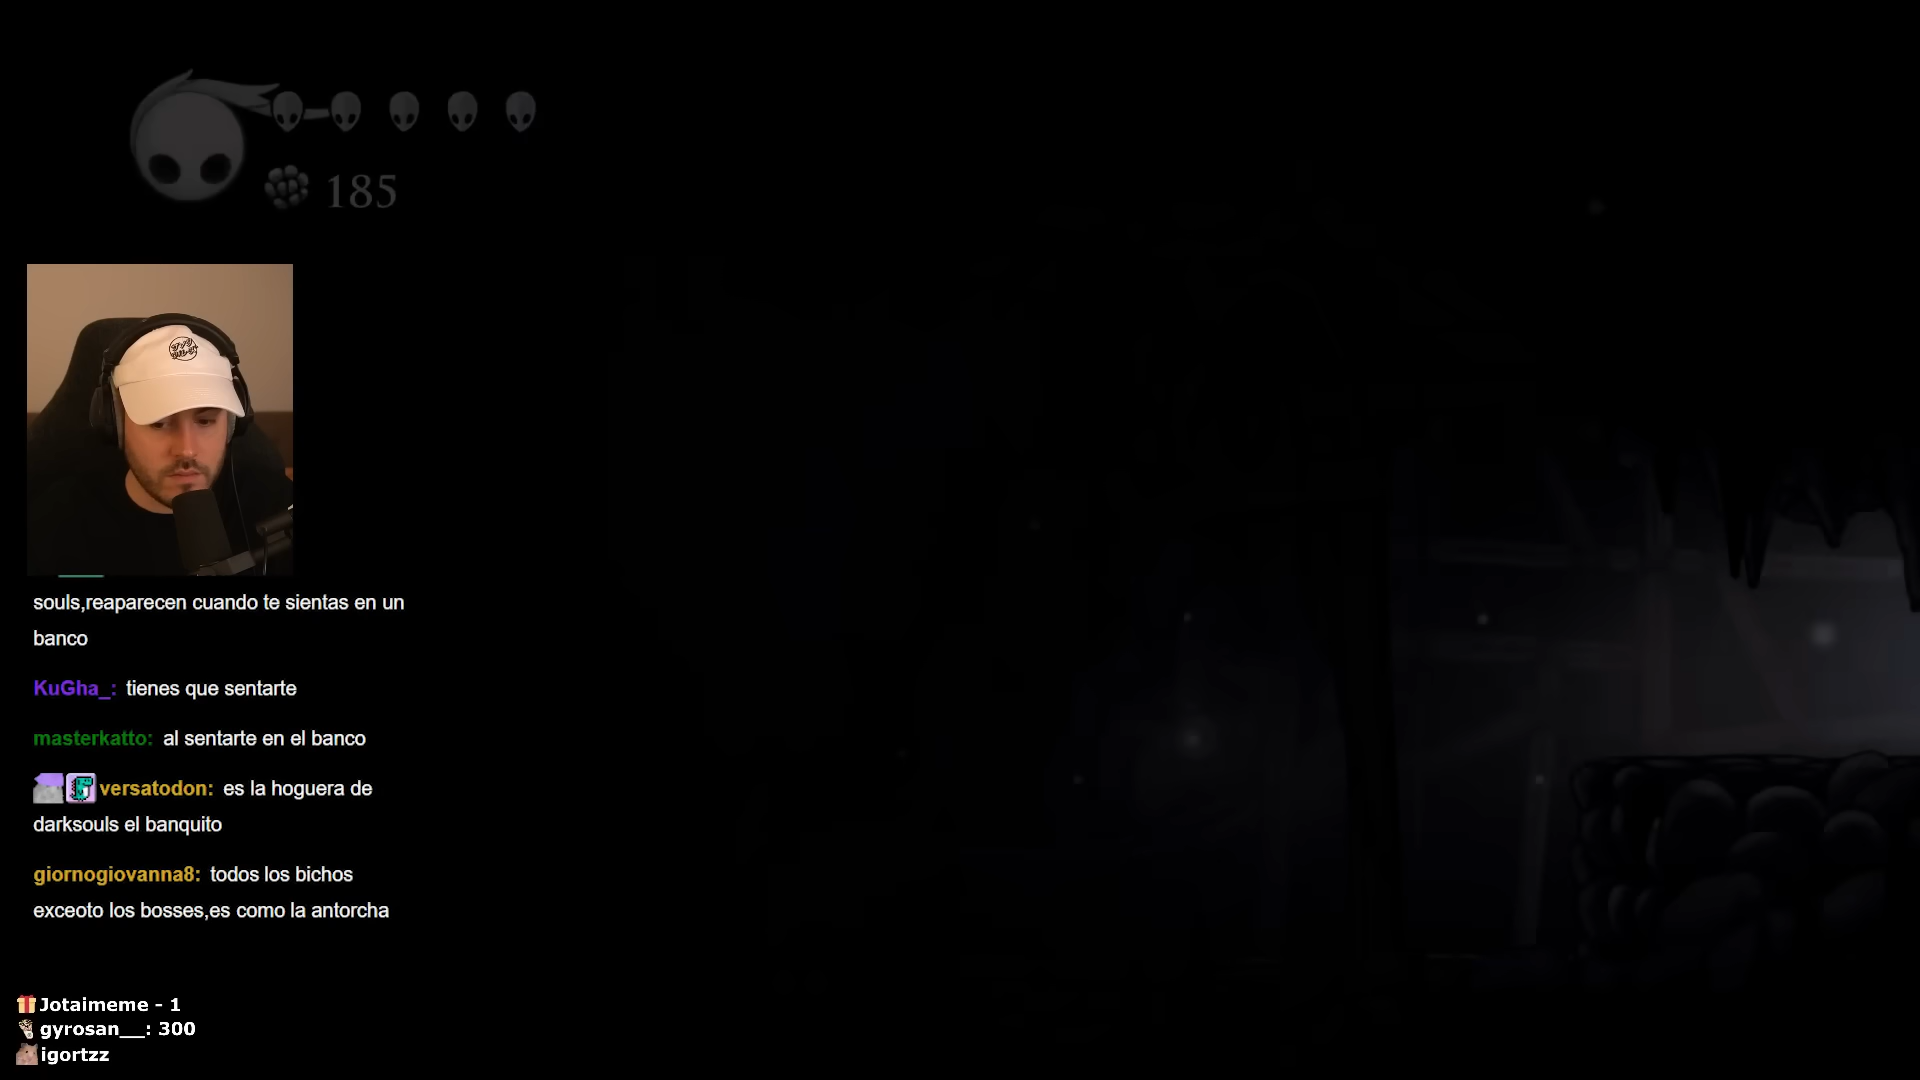 185
souls,reaparecen cuando te sientas en un
banco
KuGha_: tienes que sentarte
masterkatto: al sentarte en el banco
versatodon: es la hoguera de
darksouls el banquito
giornogiovanna8: todos los bichos
exceoto los bosses,es como la antorcha
Jotaimeme - 1
gyrosan__: 300
igortzz